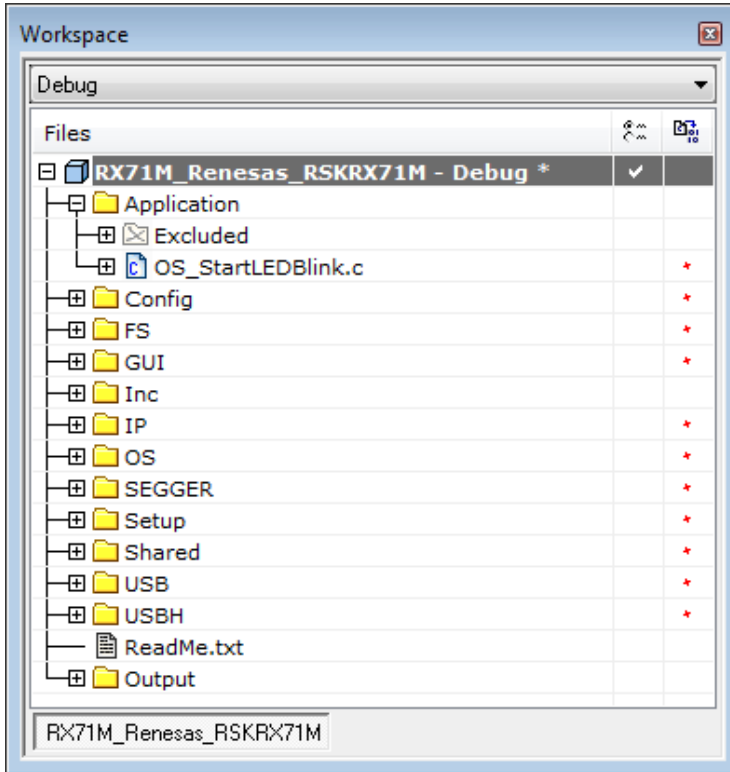 Workspace
Debug
Files
RX71M_Renesas_RSKRX71M - Debug *
Application
Excluded
OS_StartLEDBlink.c
Config
FS
GUI
Inc
IP
OS
SEGGER
Setup
Shared
USB
USBH
ReadMe.txt
Output
RX71M_Renesas_RSKRX71M